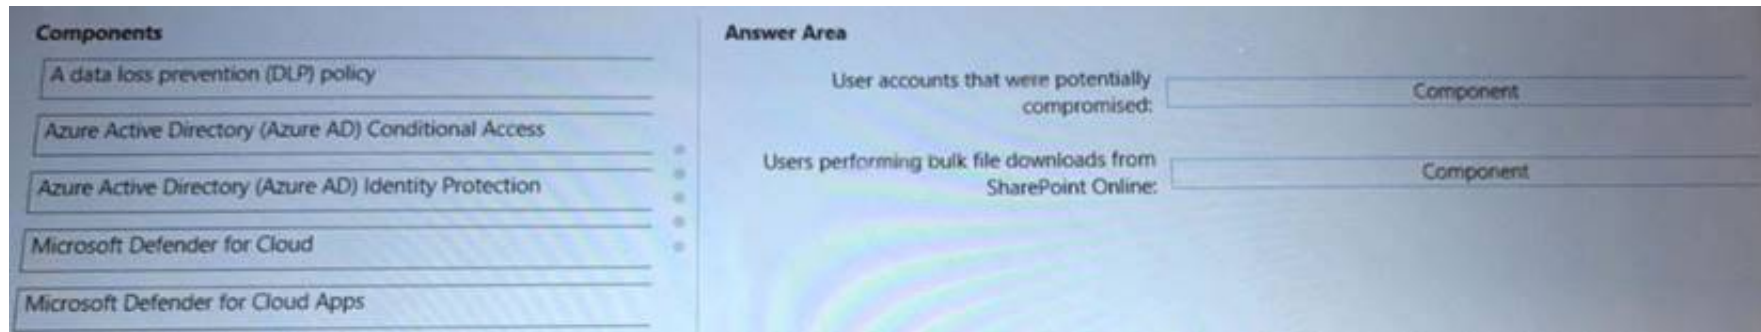 Components
A data loss prevention (DLP) policy
Azure Active Directory (Azure AD) Conditional Access
Azure Active Directory (Azure AD) Identity Protection
Microsoft Defender for Cloud
Microsoft Defender for Cloud Apps
Answer Area
User accounts that were potentially
compromised:
Component
Users performing bulk file downloads from
SharePoint Online:
Component